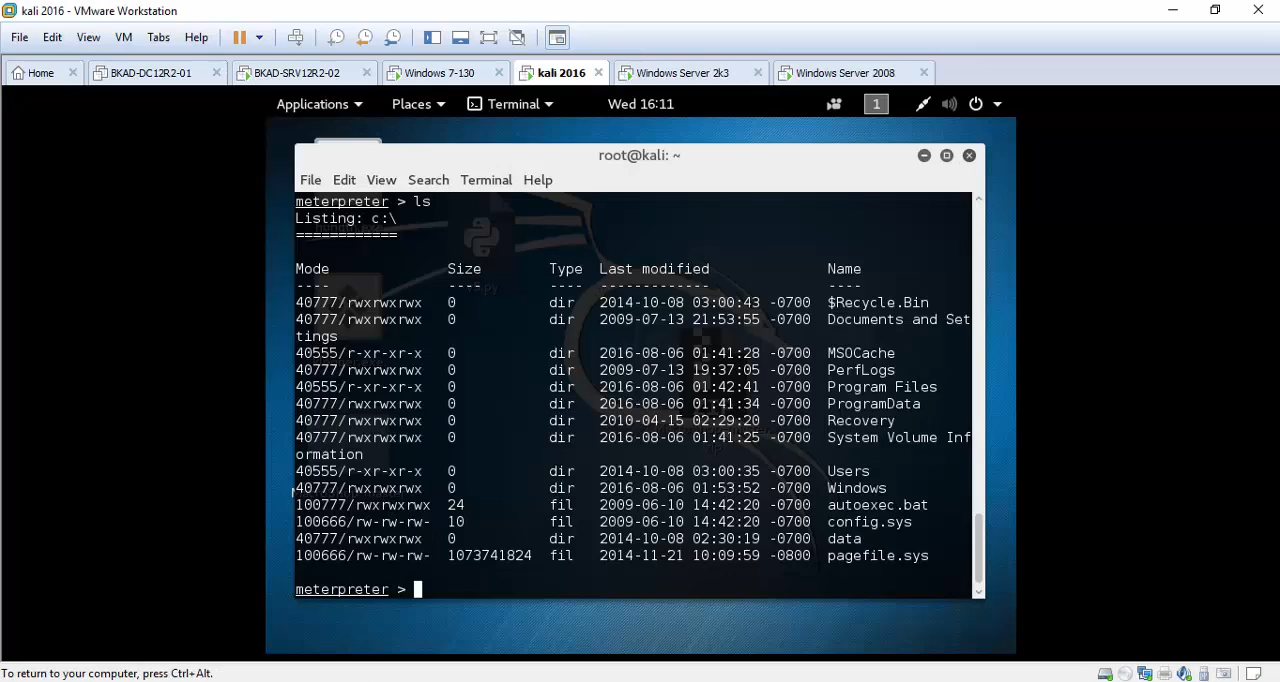 kali 2016 - VMware Workstation
File Edit View VM Tabs Help
Home BKAD-DC12R2-01 BKAD-SRV12R2-02 Windows 7-130 kali 2016 Windows Server 2k3 Windows Server 2008
Applications Places Terminal Wed 16:11 1
root@kali: ~
File Edit View Search Terminal Help
meterpreter > ls
Listing: c:\
============
Mode Size Type Last modified Name
---- ---- ---- ------------- ----
40777/rwxrwxrwx 0 dir 2014-10-08 03:00:43 -0700 $Recycle.Bin
40777/rwxrwxrwx 0 dir 2009-07-13 21:53:55 -0700 Documents and Set
tings
40555/r-xr-xr-x 0 dir 2016-08-06 01:41:28 -0700 MSOCache
40777/rwxrwxrwx 0 dir 2009-07-13 19:37:05 -0700 PerfLogs
40555/r-xr-xr-x 0 dir 2016-08-06 01:42:41 -0700 Program Files
40777/rwxrwxrwx 0 dir 2016-08-06 01:41:34 -0700 ProgramData
40777/rwxrwxrwx 0 dir 2010-04-15 02:29:20 -0700 Recovery
40777/rwxrwxrwx 0 dir 2016-08-06 01:41:25 -0700 System Volume Inf
ormation
40555/r-xr-xr-x 0 dir 2014-10-08 03:00:35 -0700 Users
40777/rwxrwxrwx 0 dir 2016-08-06 01:53:52 -0700 Windows
100777/rwxrwxrwx 24 fil 2009-06-10 14:42:20 -0700 autoexec.bat
100666/rw-rw-rw- 10 fil 2009-06-10 14:42:20 -0700 config.sys
40777/rwxrwxrwx 0 dir 2014-10-08 02:30:19 -0700 data
100666/rw-rw-rw- 1073741824 fil 2014-11-21 10:09:59 -0800 pagefile.sys
meterpreter >
To return to your computer, press Ctrl+Alt.